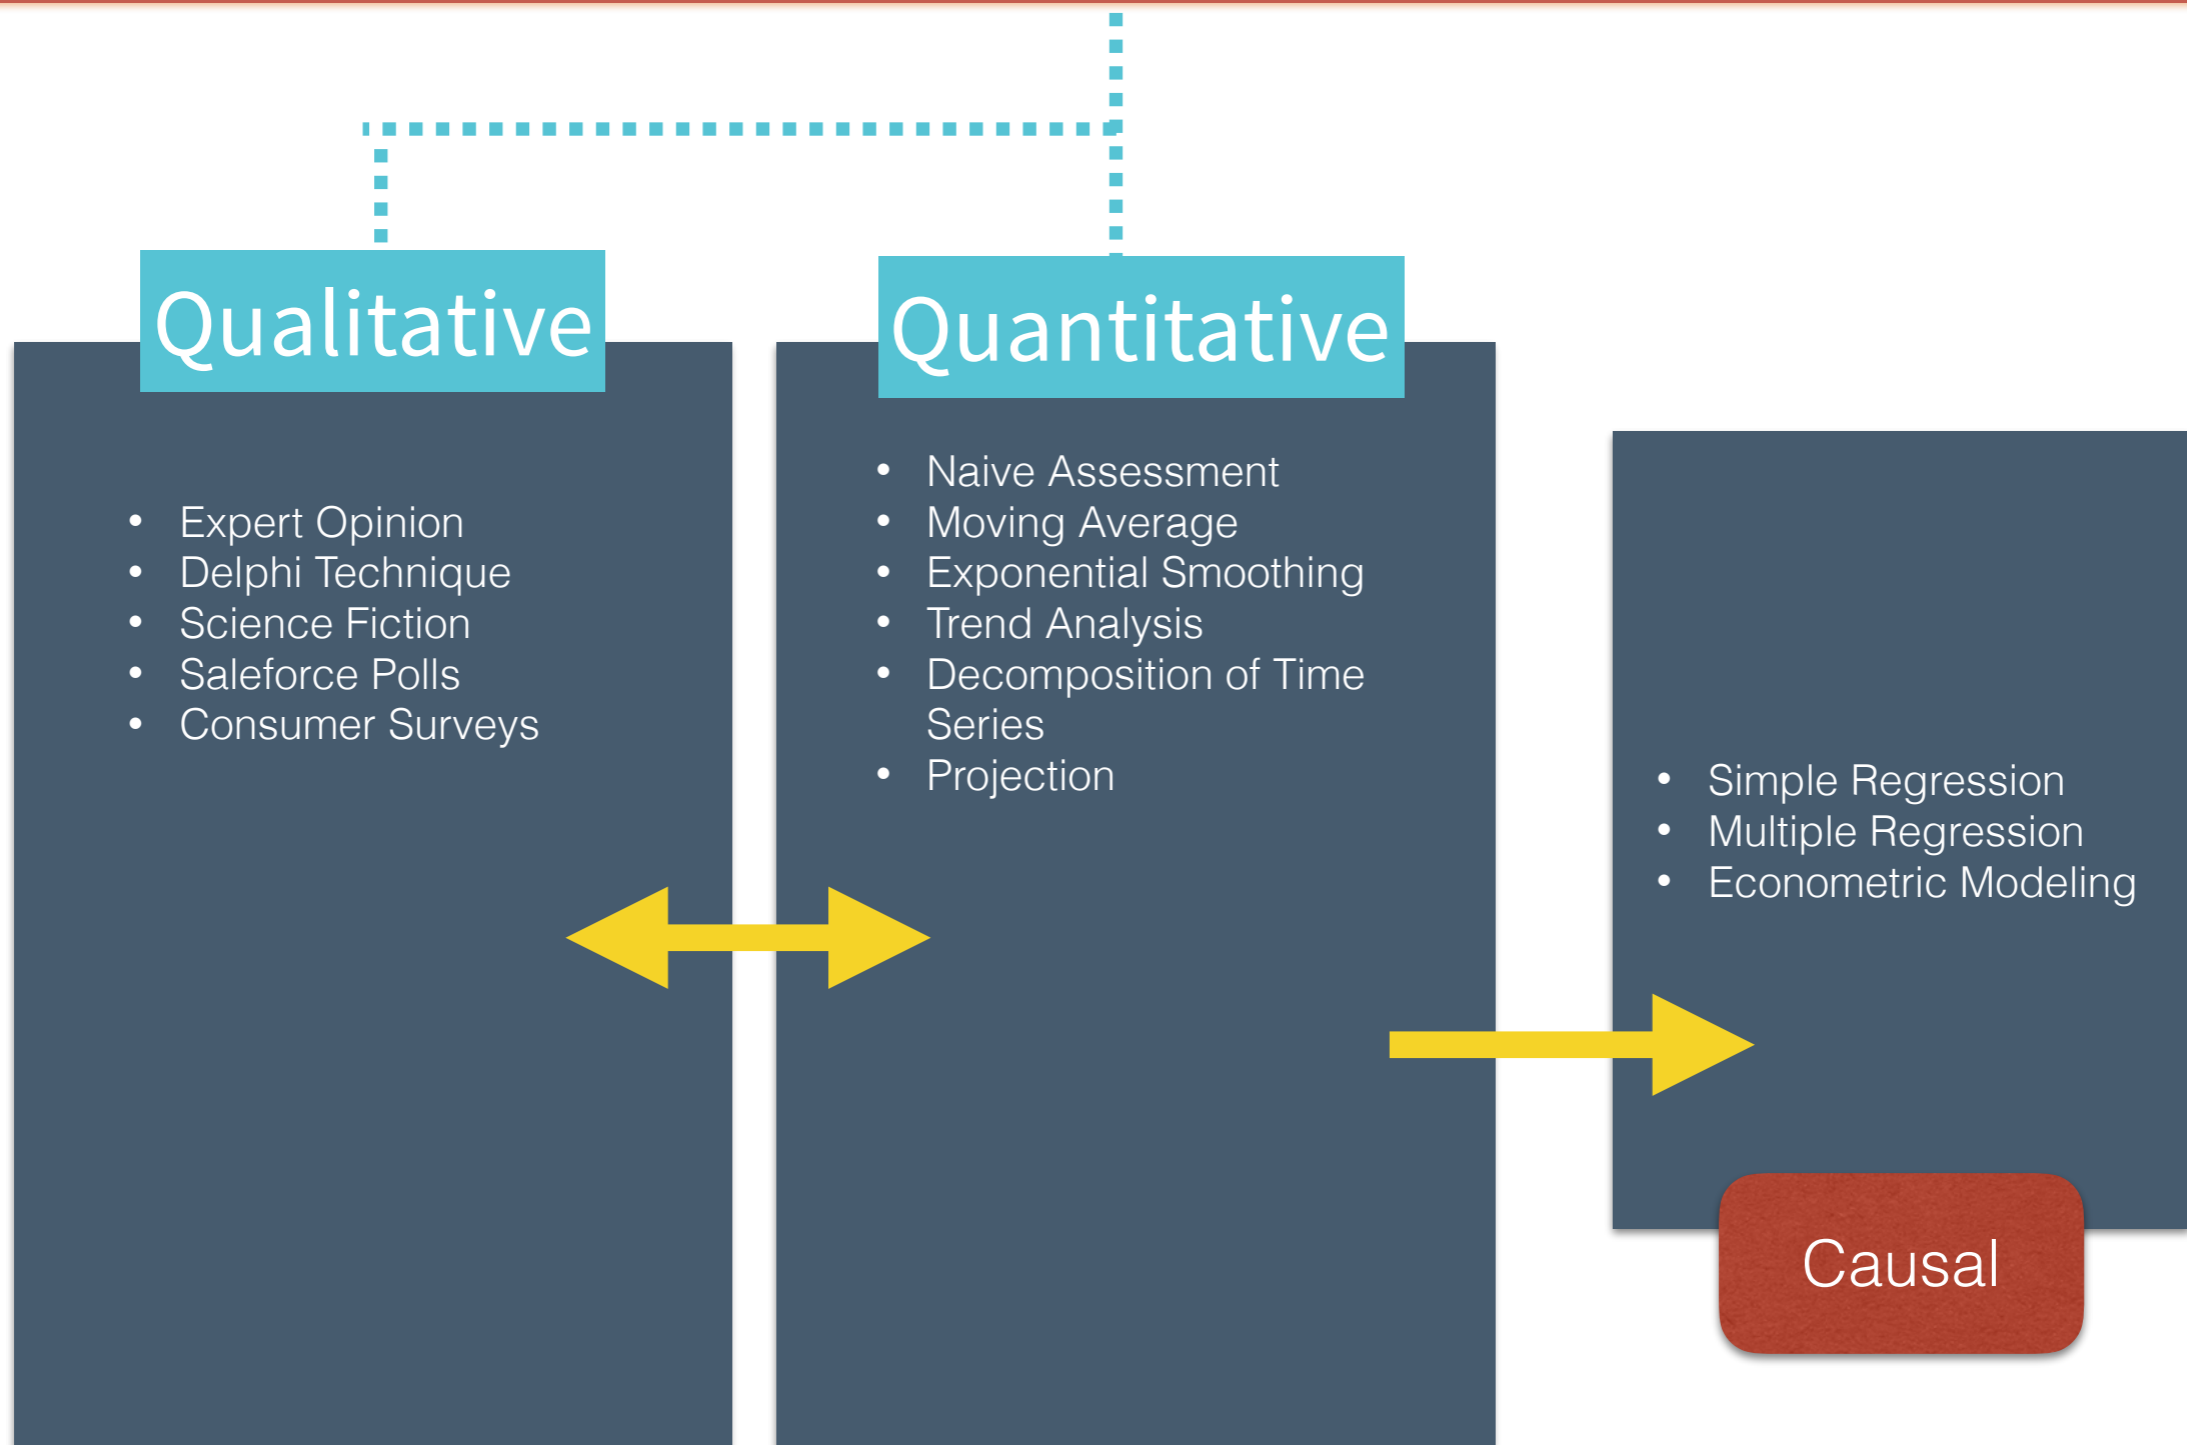 Qualitative
• Expert Opinion
• Delphi Technique
• Science Fiction
• Saleforce Polls
• Consumer Surveys
Quantitative
• Naive Assessment
• Moving Average
• Exponential Smoothing
• Trend Analysis
• Decomposition of Time
Series
• Projection
• Simple Regression
• Multiple Regression
• Econometric Modeling
Causal